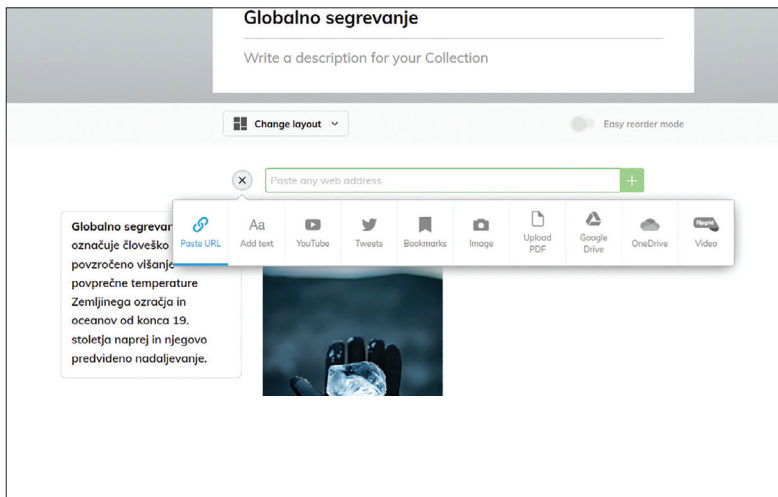 Globalno segrevanje
Write a description for your Collection
Change layout
Easy reorder mode
Paste any web address
Paste URL
Aa
Add text
YouTube
Tweets
Bookmarks
Image
Upload
PDF
Google
Drive
OneDrive
Flipgrid
Video
Globalno segrevan
označuje človeško
povzročeno višanje
povprečne temperature
Zemljinega ozračja in
oceanov od konca 19.
stoletja naprej in njegovo
predvideno nadaljevanje.